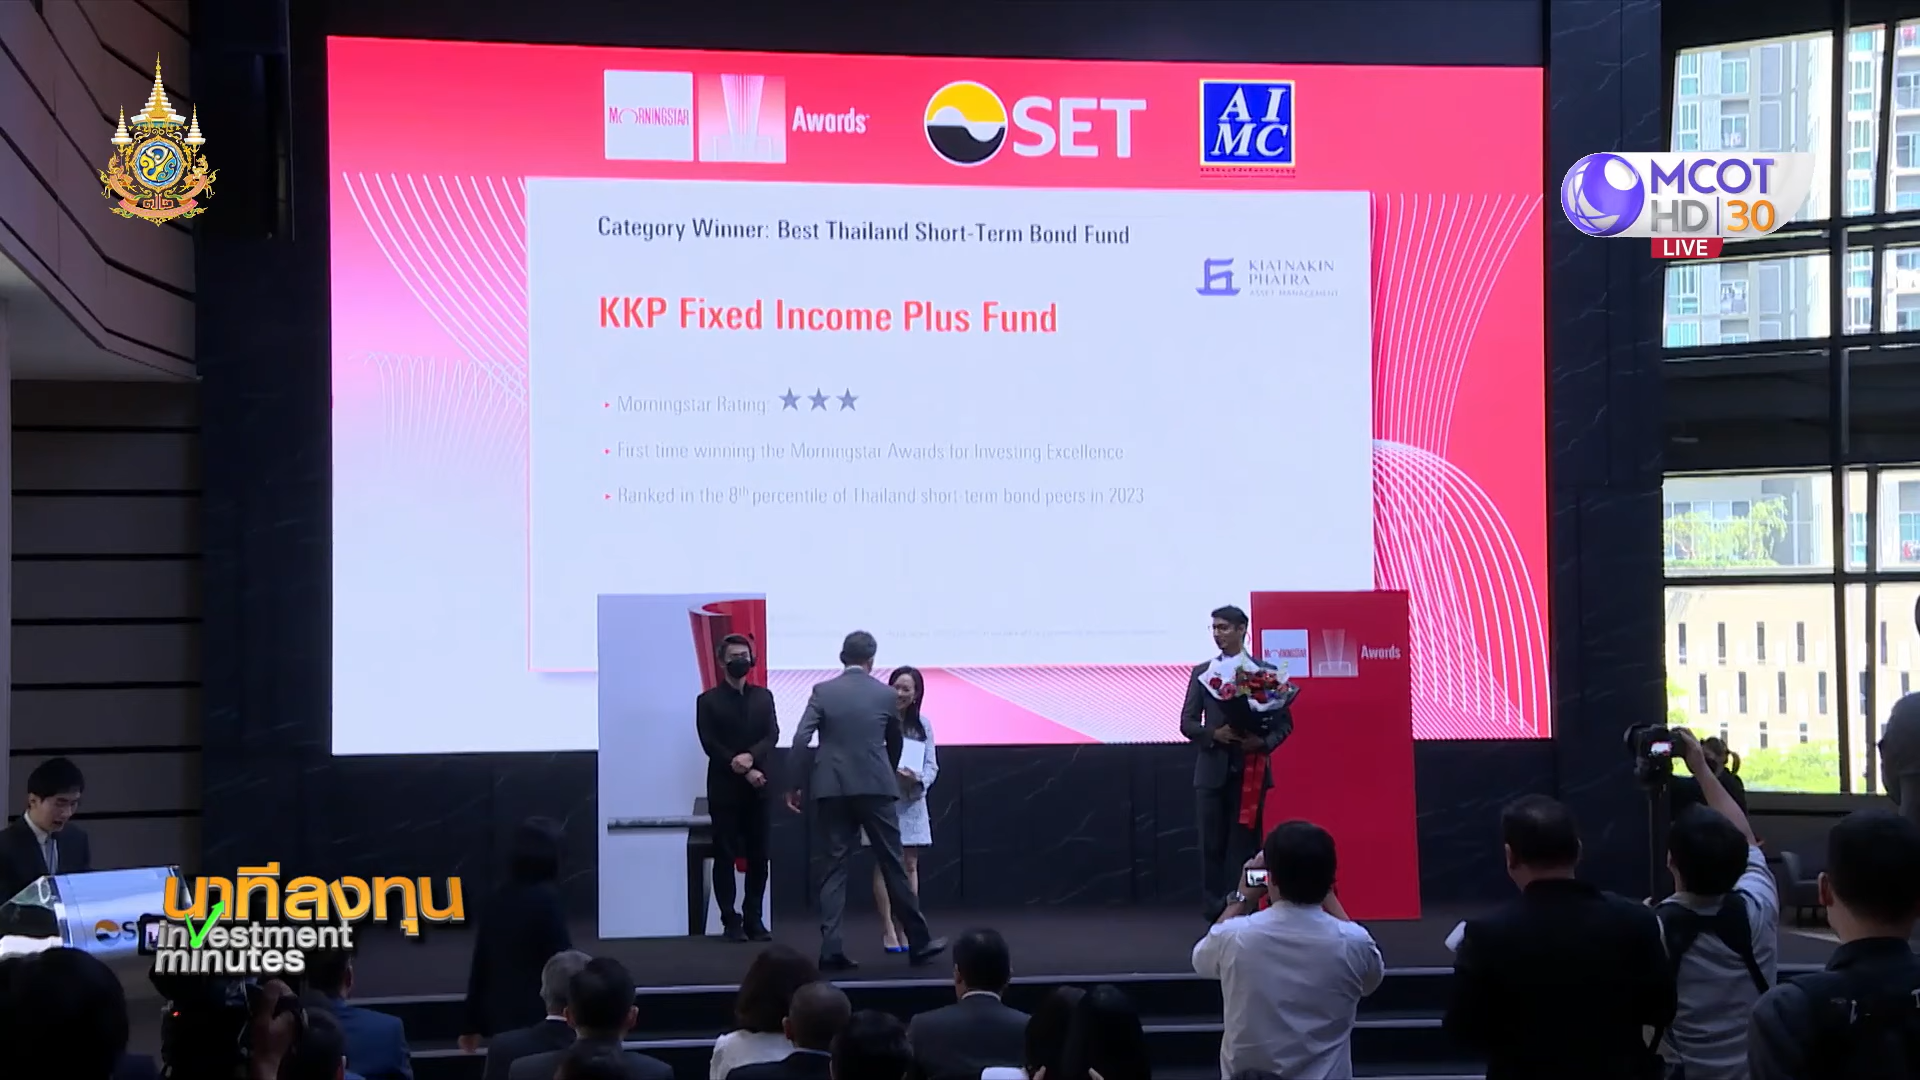 MORNINGSTAR Awards
SET
AIMC
MCOT
HD 30
LIVE
Category Winner: Best Thailand Short-Term Bond Fund
KIATNAKIN
PHATRA
ASSET MANAGEMENT
KKP Fixed Income Plus Fund
▸ Morningstar Rating: ★★★
▸ First time winning the Morningstar Awards for Investing Excellence
▸ Ranked in the 8th percentile of Thailand short-term bond peers in 2023
MORNINGSTAR Awards
นาทีลงทุน
investment
minutes